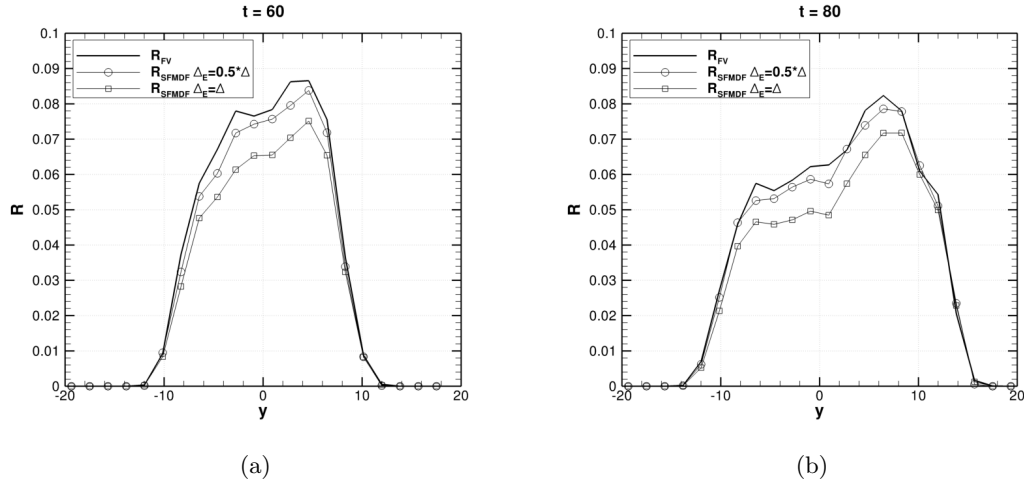 t = 60
R_FV
R_SFMDF Δ_E=0.5*Δ
R_SFMDF Δ_E=Δ
R
0.1
0.09
0.08
0.07
0.06
0.05
0.04
0.03
0.02
0.01
0
-20 -10 0 10 20
y
(a)
t = 80
R_FV
R_SFMDF Δ_E=0.5*Δ
R_SFMDF Δ_E=Δ
R
0.1
0.09
0.08
0.07
0.06
0.05
0.04
0.03
0.02
0.01
0
-20 -10 0 10 20
y
(b)